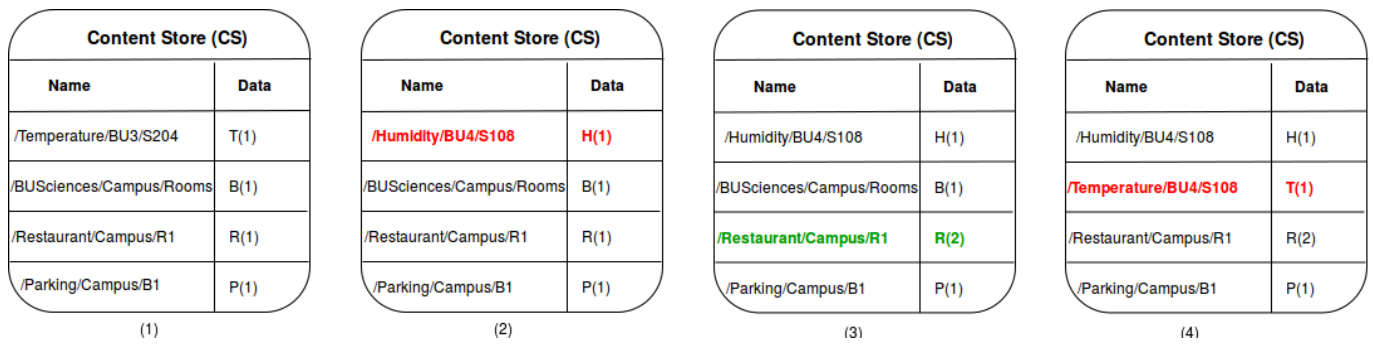 Content Store (CS)
Name Data
/Temperature/BU3/S204 T(1)
/BUSciences/Campus/Rooms B(1)
/Restaurant/Campus/R1 R(1)
/Parking/Campus/B1 P(1)
(1)
Content Store (CS)
Name Data
/Humidity/BU4/S108 H(1)
/BUSciences/Campus/Rooms B(1)
/Restaurant/Campus/R1 R(1)
/Parking/Campus/B1 P(1)
(2)
Content Store (CS)
Name Data
/Humidity/BU4/S108 H(1)
/BUSciences/Campus/Rooms B(1)
/Restaurant/Campus/R1 R(2)
/Parking/Campus/B1 P(1)
(3)
Content Store (CS)
Name Data
/Humidity/BU4/S108 H(1)
/Temperature/BU4/S108 T(1)
/Restaurant/Campus/R1 R(2)
/Parking/Campus/B1 P(1)
(4)